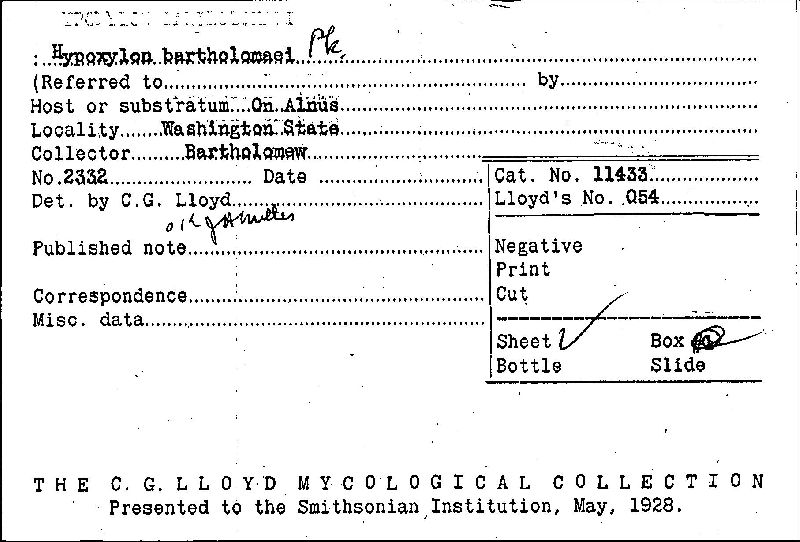 : Hypoxylon bartholomaei Pk.
(Referred to.......... by..........
Host or substratum...On Alnus..........
Locality......Washington State..........
Collector........Bartholomew..........
No.2332.......... Date ..........
Cat. No. 11433..........
Det. by C.G. Lloyd..........
Lloyd's No. 054..........
OK JHMiller
Published note..........
Negative
Print
Correspondence..........
Cut
Misc. data..........
Sheet Box
Bottle Slide
THE C. G. LLOYD MYCOLOGICAL COLLECTION
Presented to the Smithsonian Institution, May, 1928.